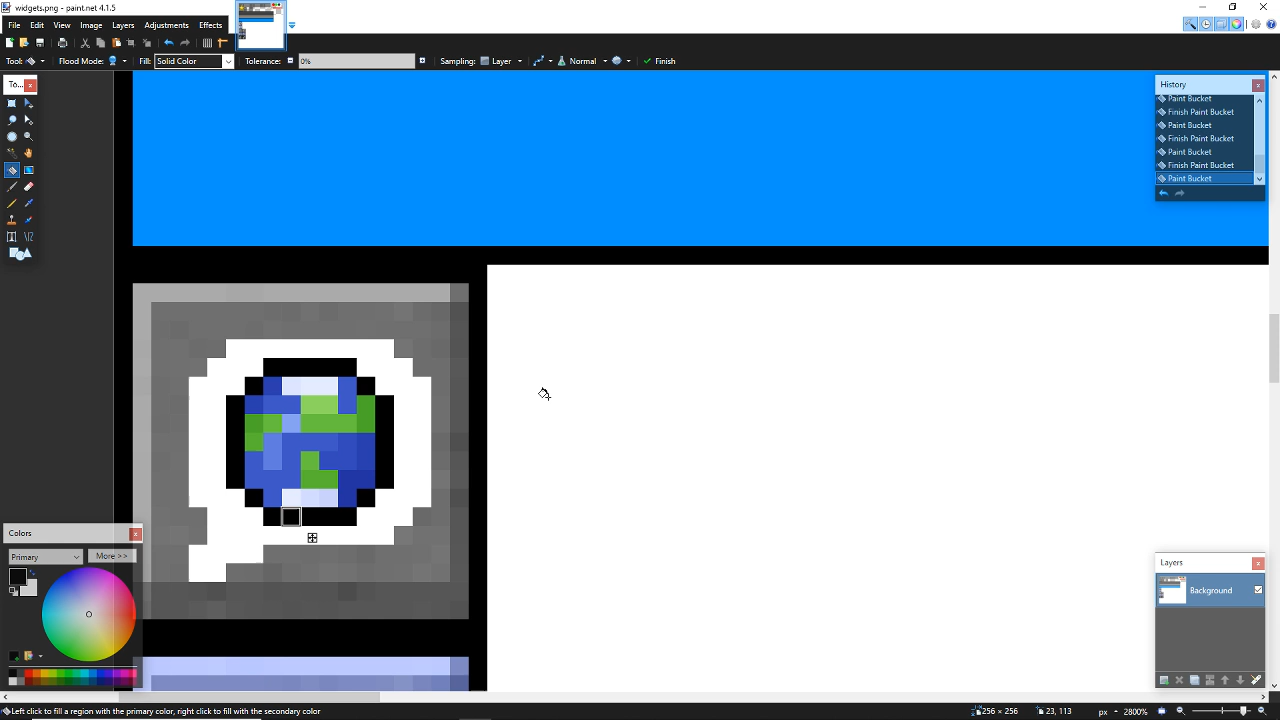 widgets.png - paint.net 4.1.5
File Edit View Image Layers Adjustments Effects
Tool: Flood Mode: Fill: Solid Color Tolerance: 0% Sampling: Layer Normal Finish
To...
History
Paint Bucket
Finish Paint Bucket
Paint Bucket
Finish Paint Bucket
Paint Bucket
Finish Paint Bucket
Paint Bucket
Colors
Primary More >>
Layers
Background
Left click to fill a region with the primary color, right click to fill with the secondary color 256 × 256 23, 113 px 2800%